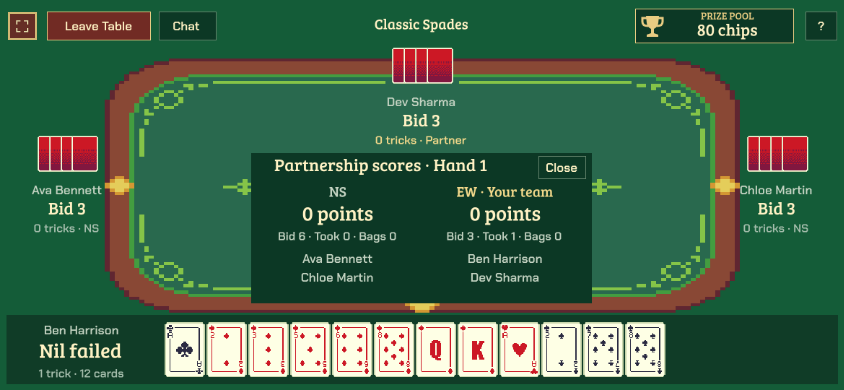 Leave Table
Chat
Classic Spades
PRIZE POOL
80 chips
?
Dev Sharma
Bid 3
0 tricks · Partner
Ava Bennett
Bid 3
0 tricks · NS
Chloe Martin
Bid 3
0 tricks · NS
Partnership scores · Hand 1
Close
NS
0 points
Bid 6 · Took 0 · Bags 0
Ava Bennett
Chloe Martin
EW · Your team
0 points
Bid 3 · Took 1 · Bags 0
Ben Harrison
Dev Sharma
Ben Harrison
Nil failed
1 trick · 12 cards
Q
K